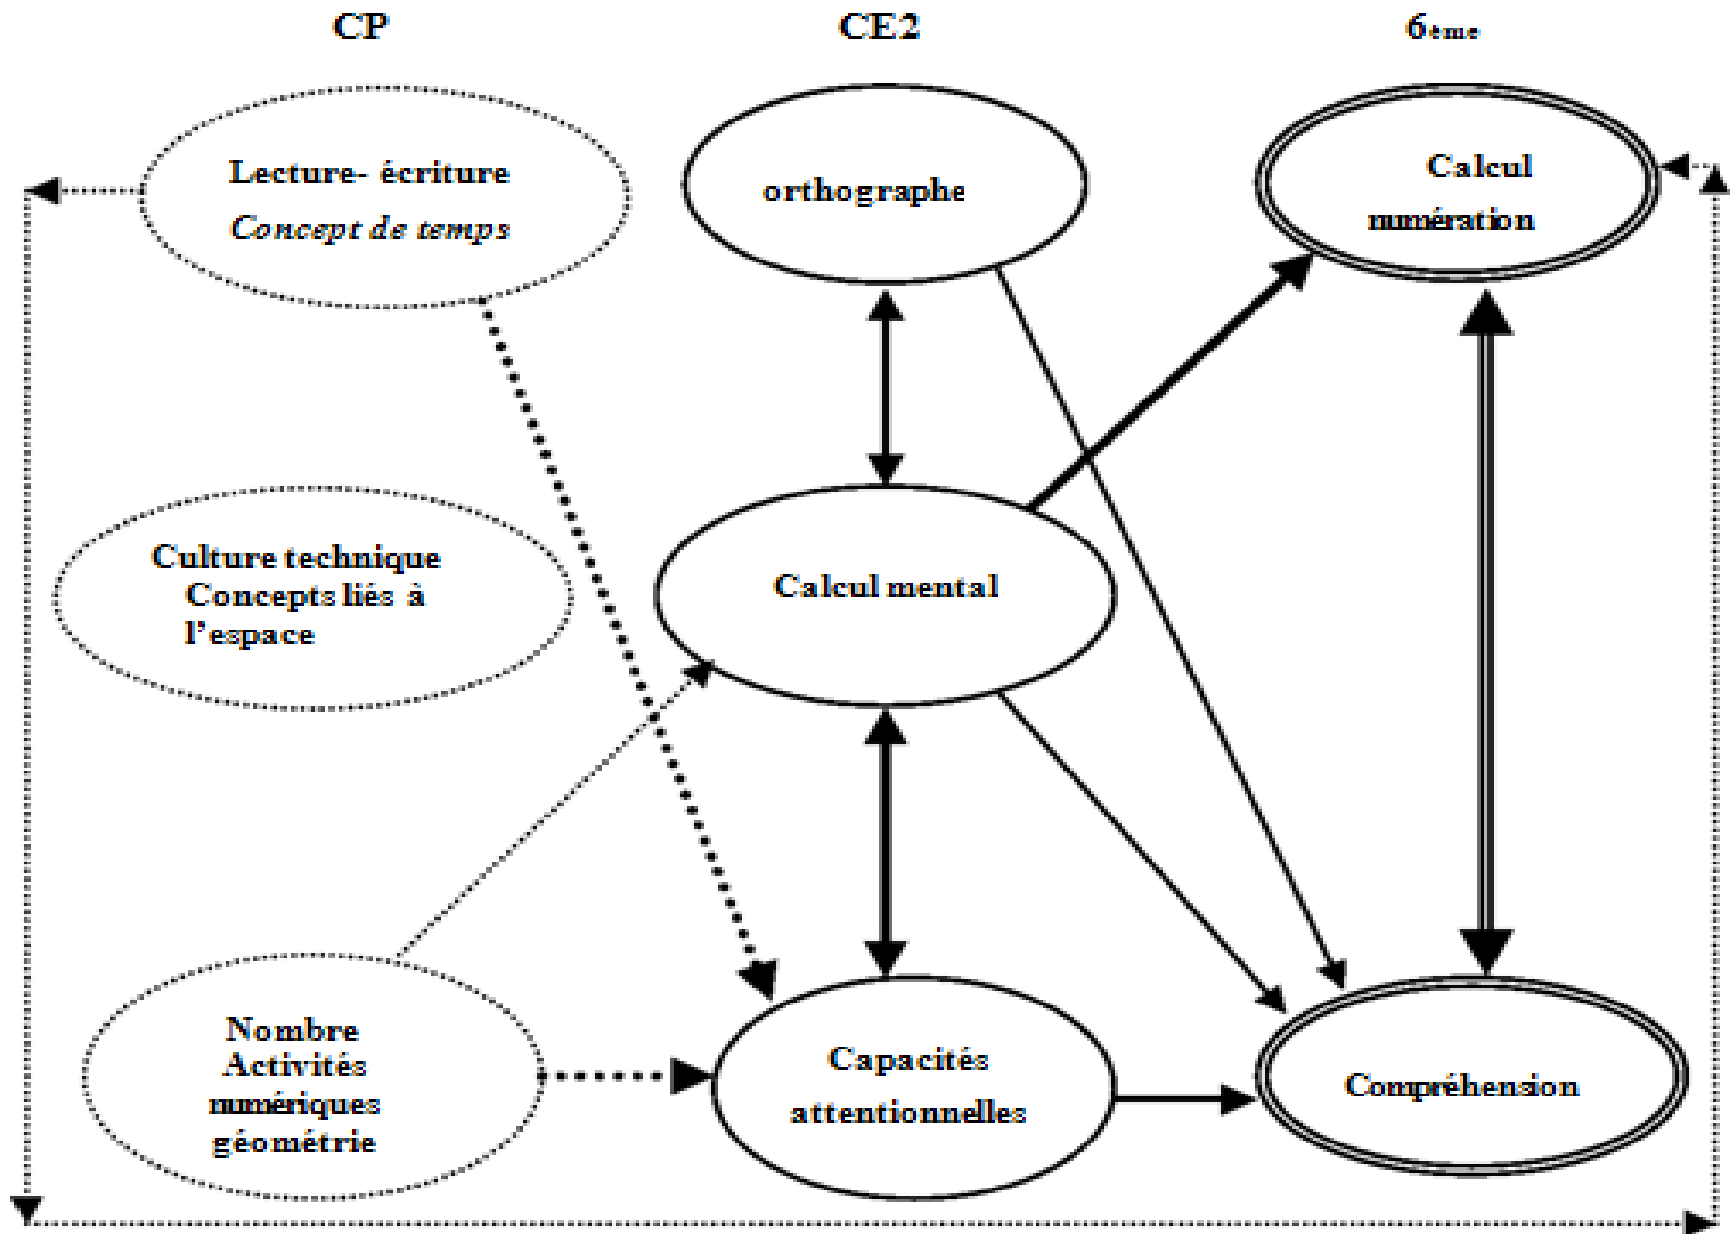 CP
CE2
6ème
Lecture- écriture
Concept de temps
orthographe
Calcul
numération
Culture technique
Concepts liés à
l’espace
Calcul mental
Nombre
Activités
numériques
géométrie
Capacités
attentionnelles
Compréhension